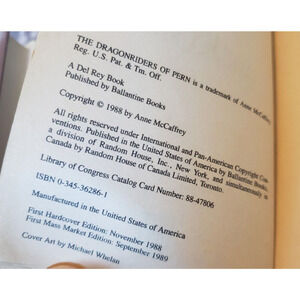 THE DRAGONRIDERS OF PERN is a trademark of Anne McCaffrey,
Reg. U.S. Pat. & Tm. Off.
A Del Rey Book
Published by Ballantine Books
Copyright © 1988 by Anne McCaffrey
All rights reserved under International and Pan-American Copyright Con-
ventions. Published in the United States of America by Ballantine Books,
a division of Random House, Inc., New York, and simultaneously in
Canada by Random House of Canada Limited, Toronto.
Library of Congress Catalog Card Number: 88-47806
ISBN 0-345-36286-1
Manufactured in the United States of America
First Hardcover Edition: November 1988
First Mass Market Edition: September 1989
Cover Art by Michael Whelan